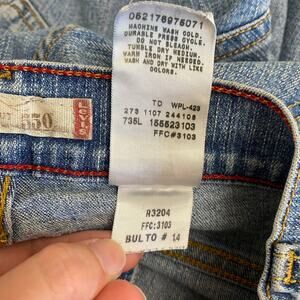 052176975071
MACHINE WASH COLD.
DURABLE PRESS CYCLE.
DO NOT BLEACH.
TUMBLE DRY MEDIUM.
WARM IRON IF NEEDED.
WASH AND DRY WITH LIKE
COLORS.
TD WPL-423
273 1107 244108
735L 155523103
FFC#3103
550
Levi's
R3204
FFC:3103
BULTO # 14